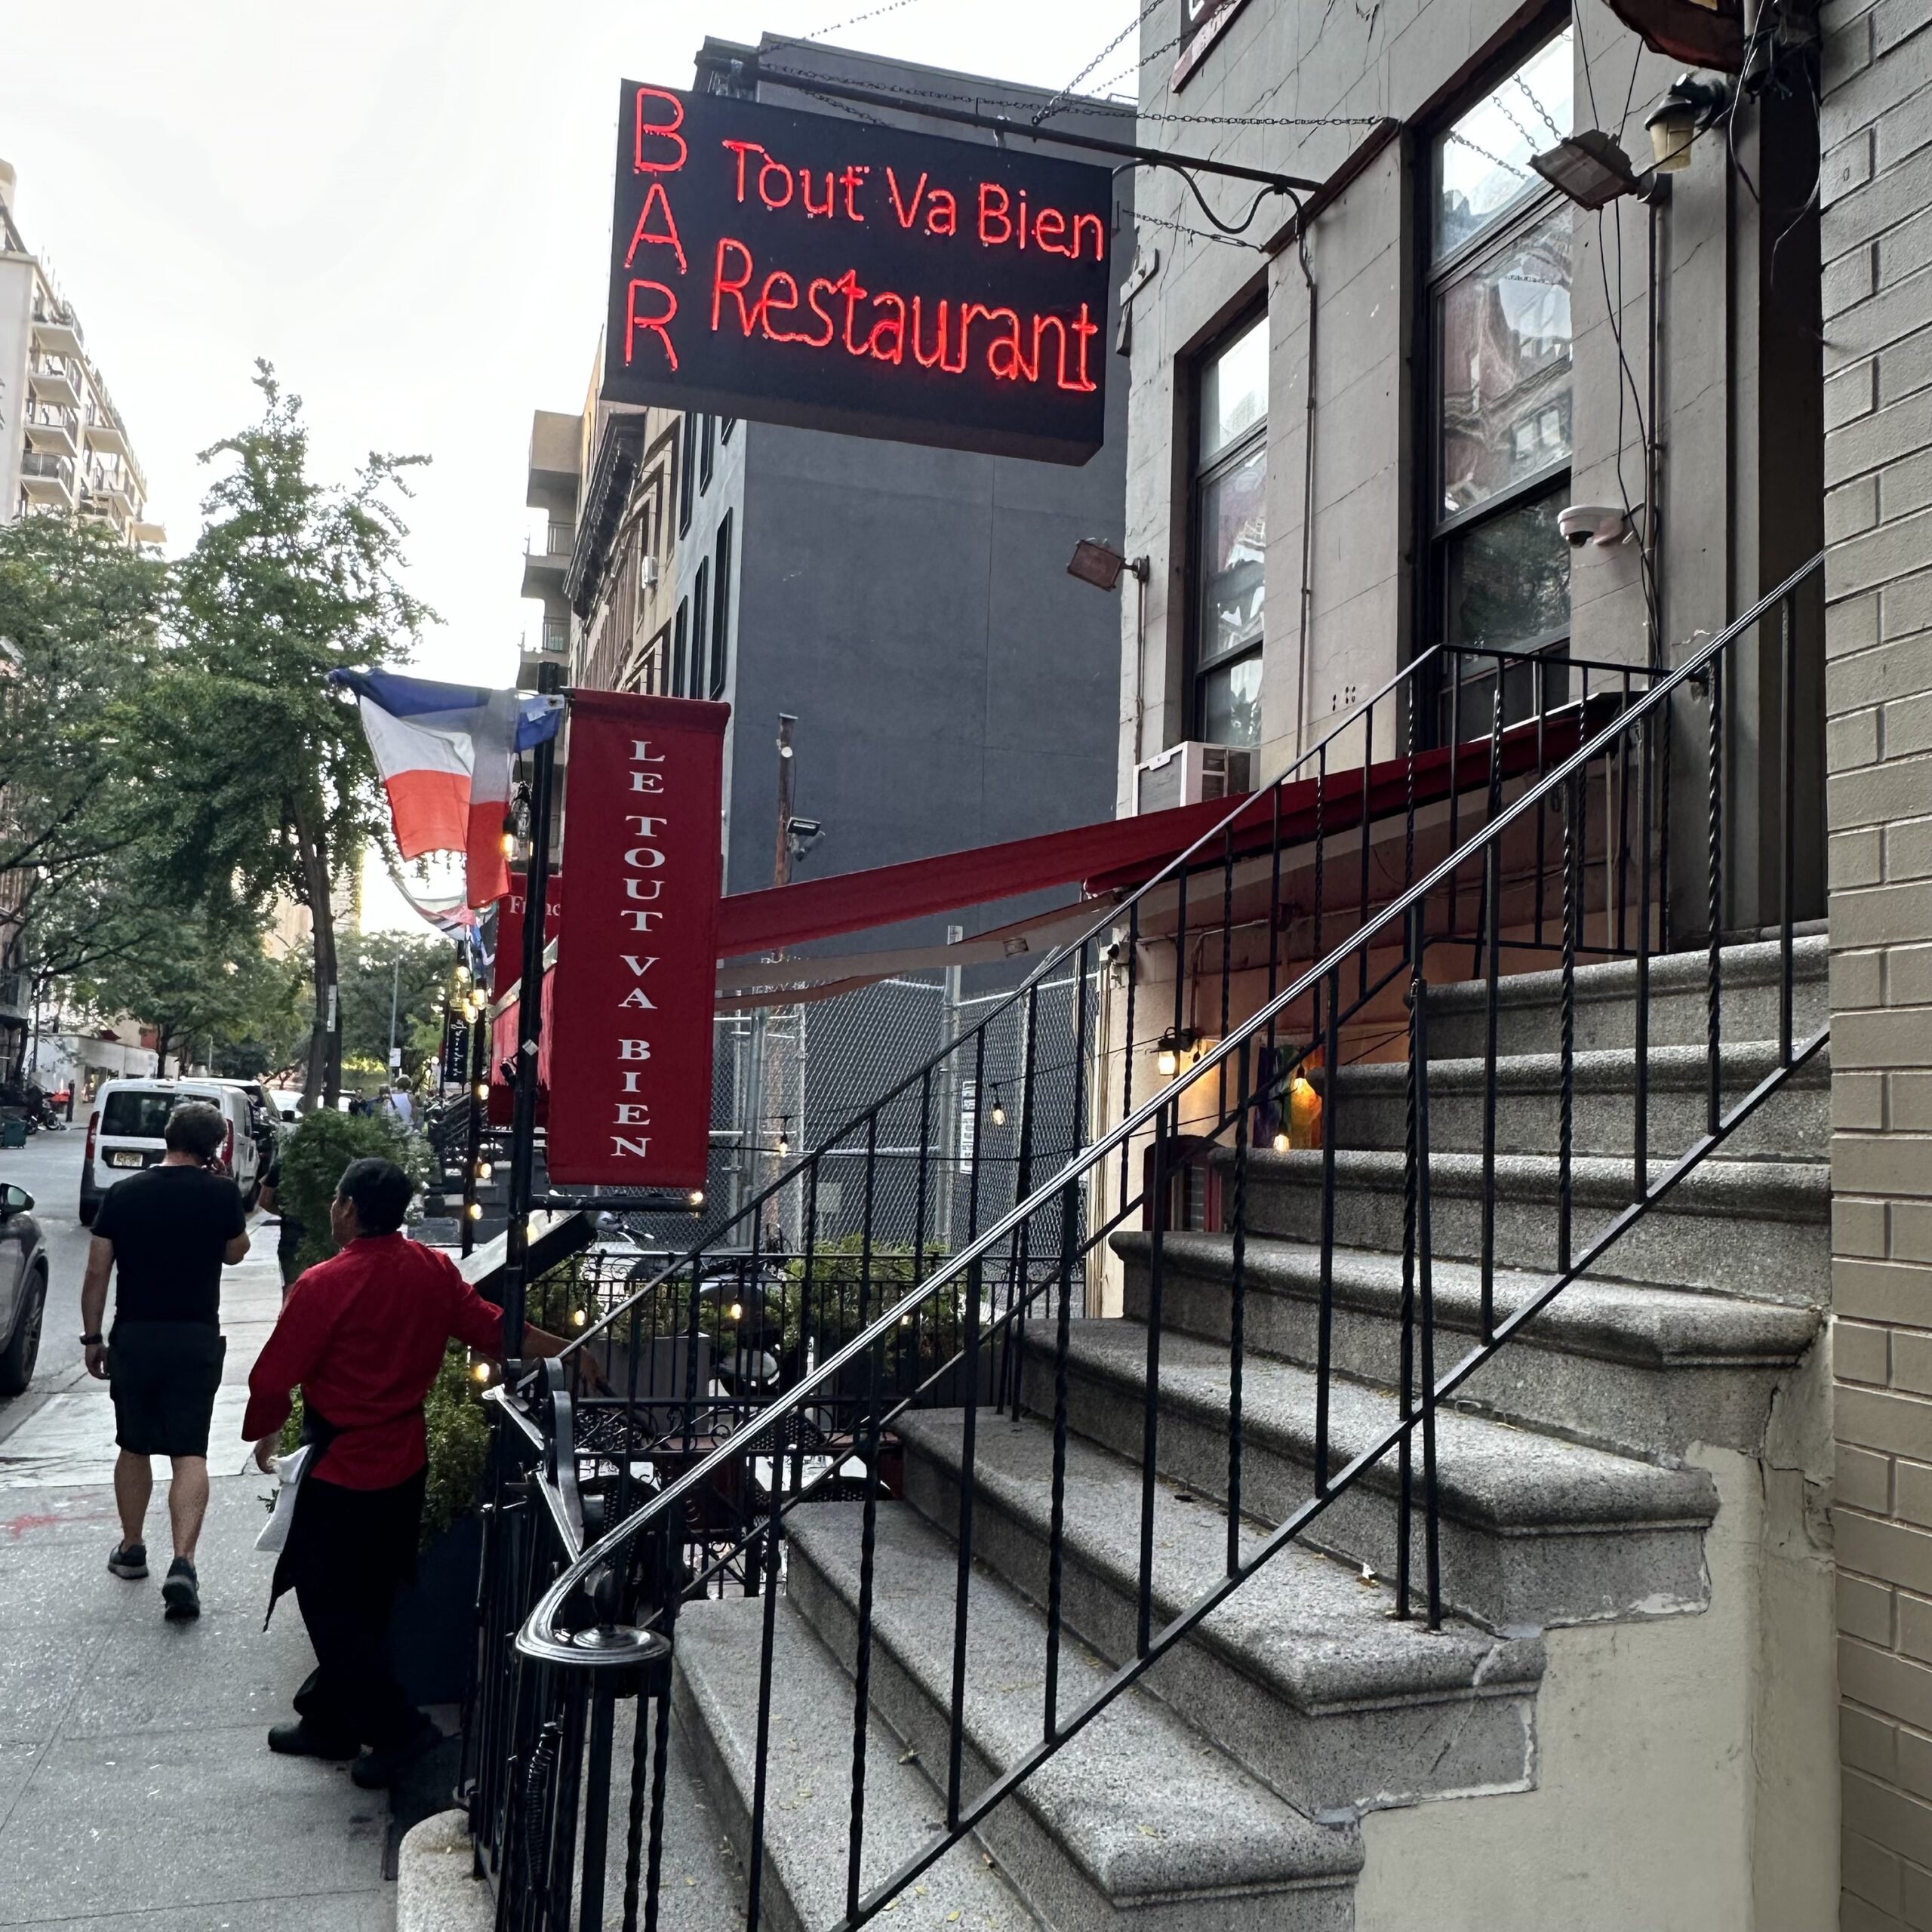 BAR
Tout Va Bien
Restaurant
LE TOUT VA BIEN